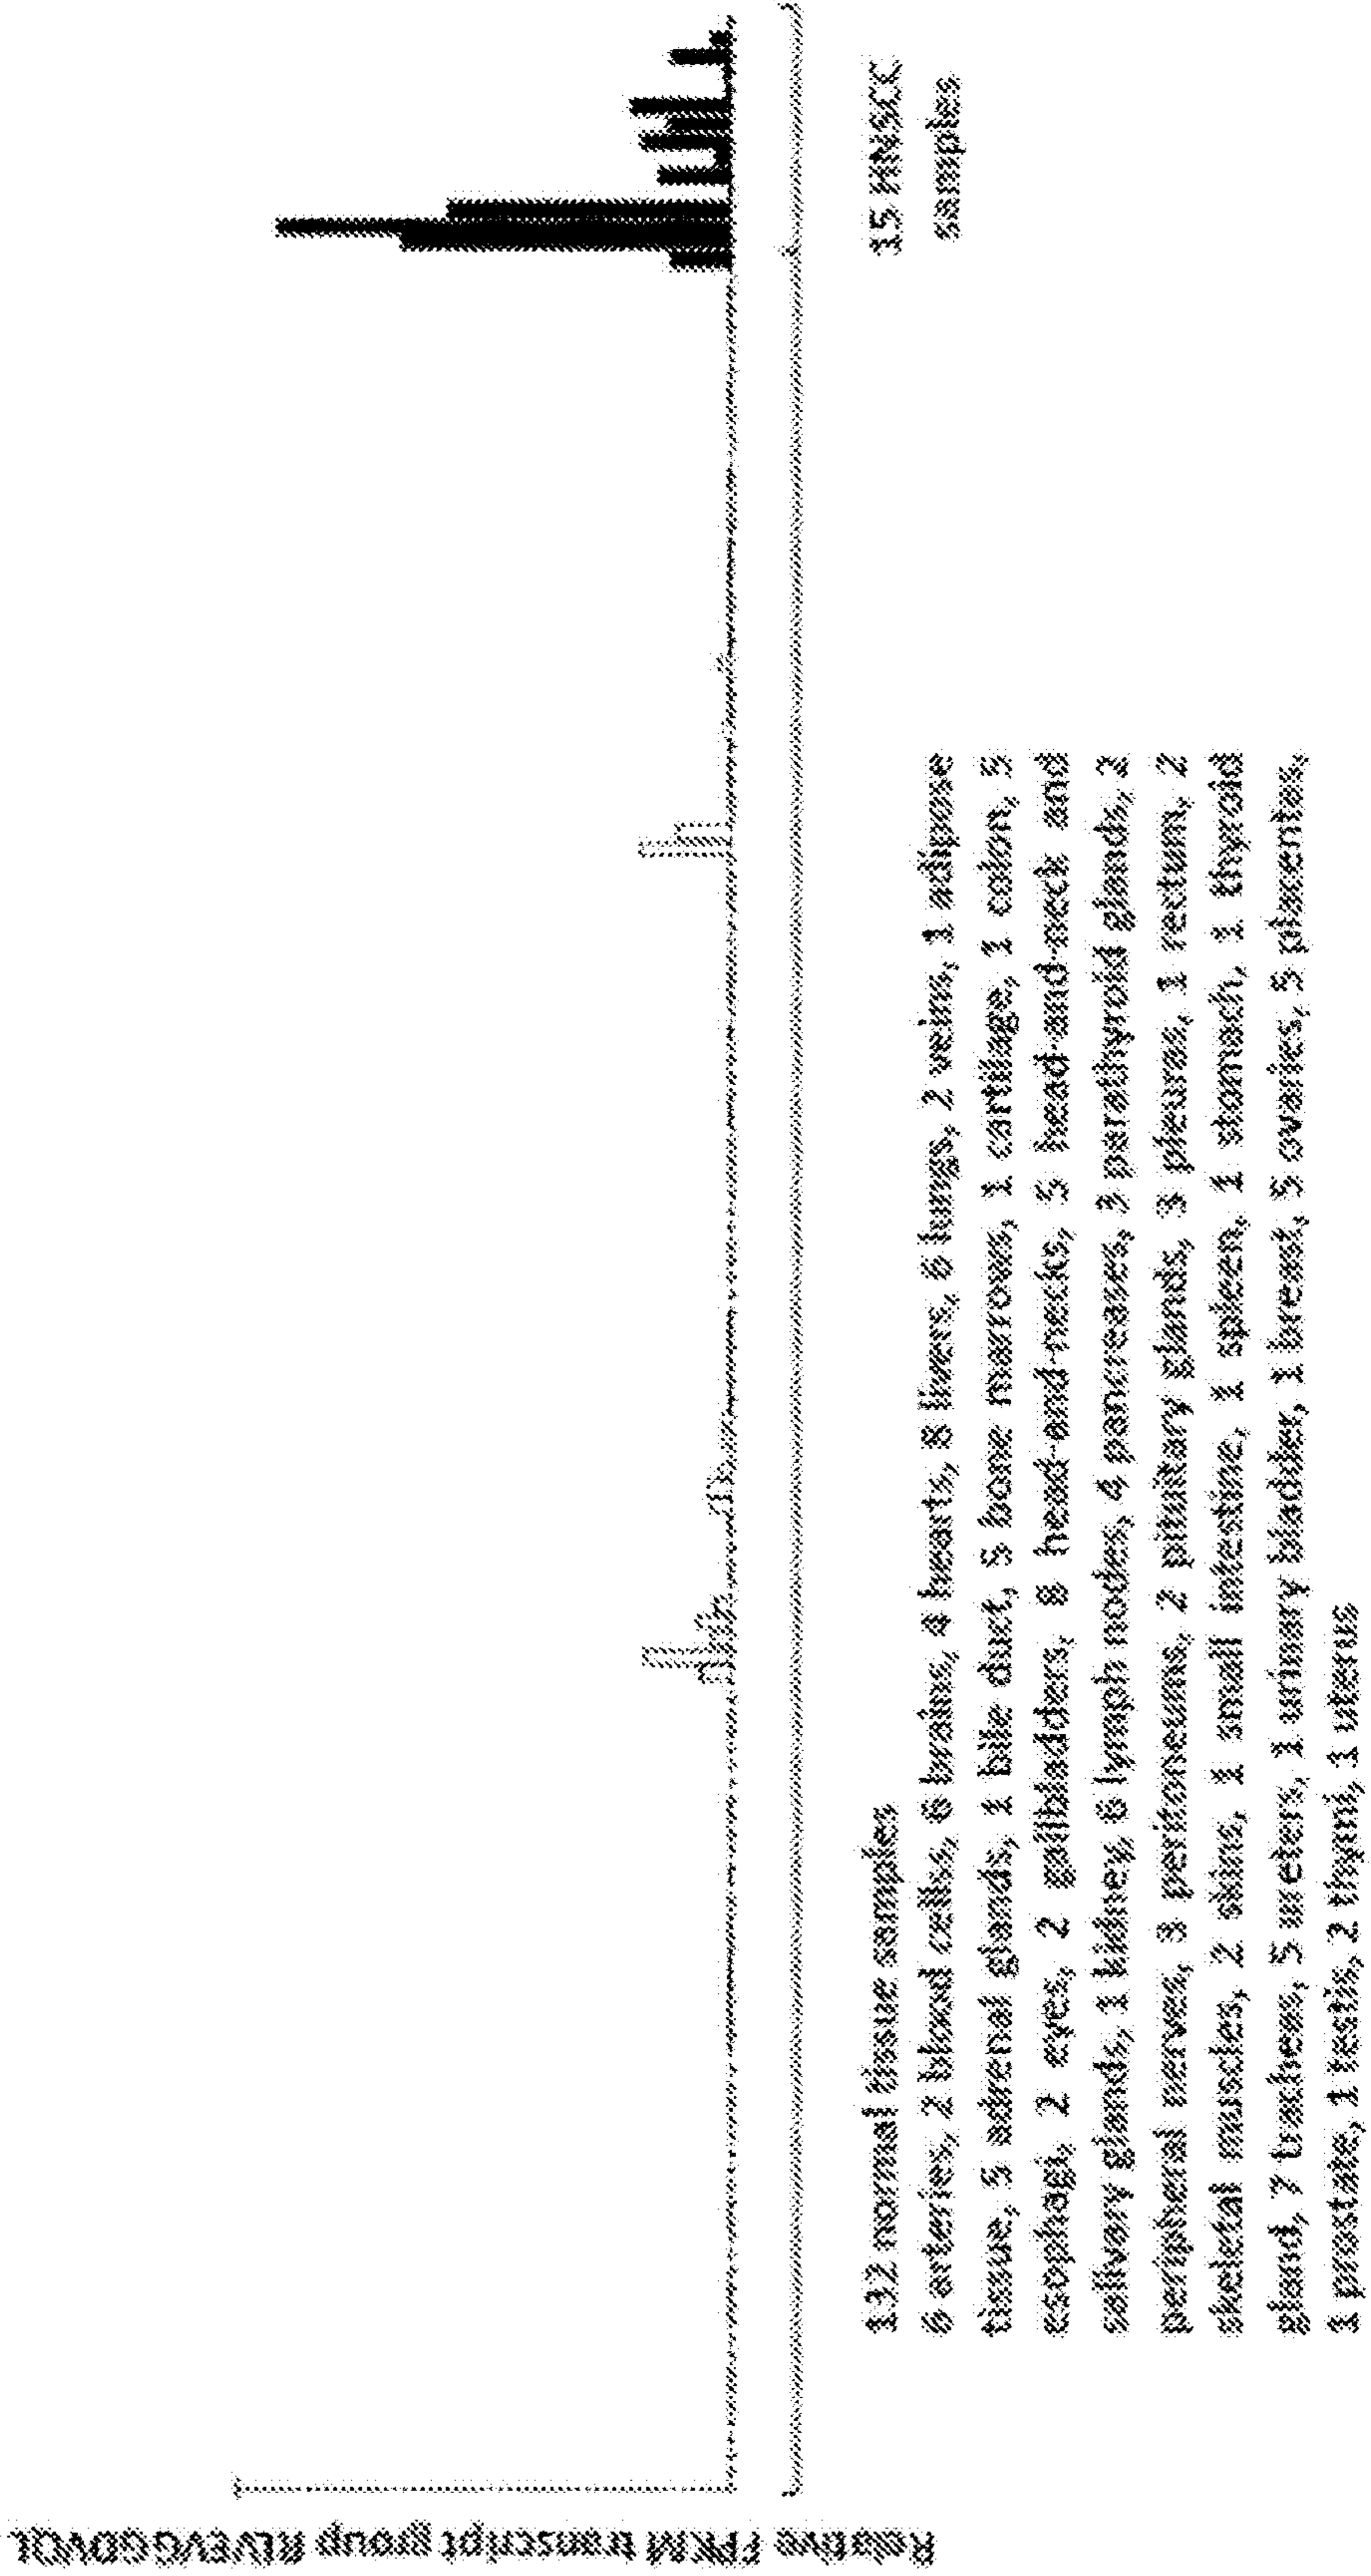 Relative FPKM transcript group RLVEVGGDVQL
132 normal tissue samples
6 arteries, 2 blood cells, 6 brains, 4 hearts, 8 livers, 6 lungs, 2 veins, 1 adipose
tissue, 5 adrenal glands, 1 bile duct, 5 bone marrows, 1 cartilage, 1 colon, 5
esophagi, 2 eyes, 2 gallbladders, 8 head-and-necks, 5 head-and-neck and
salivary glands, 1 kidney, 6 lymph nodes, 4 pancreases, 3 parathyroid glands, 2
peripheral nerves, 3 peritoneums, 2 pituitary glands, 3 pleuras, 1 rectum, 2
skeletal muscles, 2 skins, 1 small intestine, 1 spleen, 1 stomach, 1 thyroid
gland, 7 tracheas, 5 ureters, 1 urinary bladder, 1 breast, 5 ovaries, 5 placentas,
1 prostate, 1 testis, 2 thymi, 1 uterus
15 HNSCC
samples